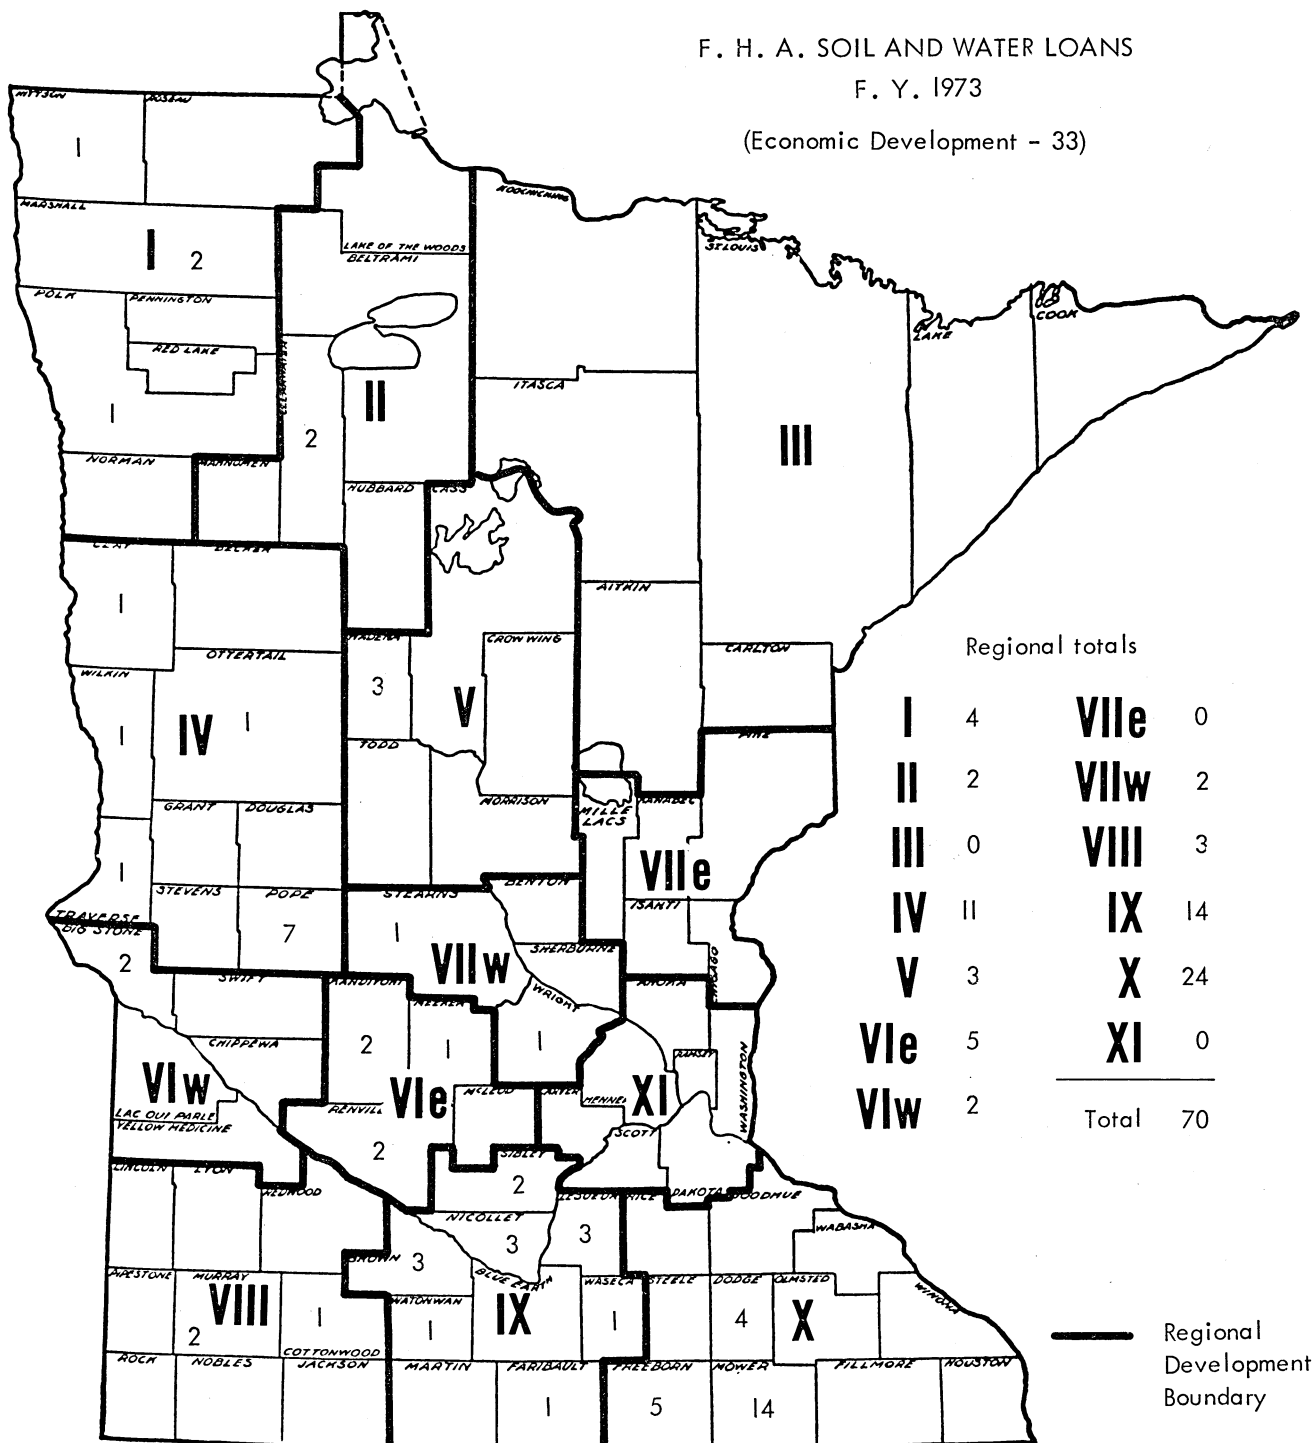 F. H. A. SOIL AND WATER LOANS
F. Y. 1973
(Economic Development - 33)
KITTSON
ROSEAU
1
MARSHALL
I 2
LAKE OF THE WOODS
BELTRAMI
KOOCHICHING
ST. LOUIS
LAKE
COOK
POLK
PENNINGTON
RED LAKE
CLEARWATER
1
2
II
ITASCA
III
NORMAN
MAHNOMEN
HUBBARD
CASS
CLAY
BECKER
1
AITKIN
OTTERTAIL
WADENA
CROW WING
CARLTON
WILKIN
1
IV 1
3
V
TODD
PINE
GRANT
DOUGLAS
MORRISON
MILLE
LACS
KANABEC
1
VIIe
STEVENS
POPE
STEARNS
BENTON
ISANTI
TRAVERSE
BIG STONE
7
1
VIIw
SHERBURNE
CHICAGO
2
SWIFT
KANDIYOHI
MEEKER
WRIGHT
ANOKA
CHIPPEWA
2
1
1
RAMSEY
WASHINGTON
VIw
VIe
XI
LAC QUI PARLE
RENVILLE
MCLEOD
CARVER
HENNEP
YELLOW MEDICINE
SCOTT
2
LINCOLN
LYON
REDWOOD
SIBLEY
2
LESUEUR
RICE
DAKOTA
GOODHUE
NICOLLET
WABASHA
BROWN
3
3
3
PIPESTONE
MURRAY
BLUE EARTH
WASECA
STEELE
DODGE
OLMSTED
WINONA
VIII
2
1
WATONWAN
1
IX
1
4
X
COTTONWOOD
ROCK
NOBLES
JACKSON
MARTIN
FARIBAULT
FREEBORN
MOWER
FILLMORE
HOUSTON
1
5
14
Regional totals
I 4 VIIe 0
II 2 VIIw 2
III 0 VIII 3
IV 11 IX 14
V 3 X 24
VIe 5 XI 0
VIw 2 Total 70
Regional
Development
Boundary